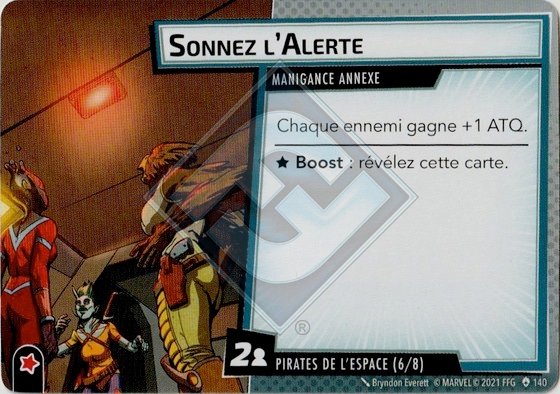 SONNEZ L'ALERTE
MANIGANCE ANNEXE
Chaque ennemi gagne +1 ATQ.
★ Boost : révélez cette carte.
2
PIRATES DE L'ESPACE (6/8)
Bryndon Everett © MARVEL © 2021 FFG 140
®